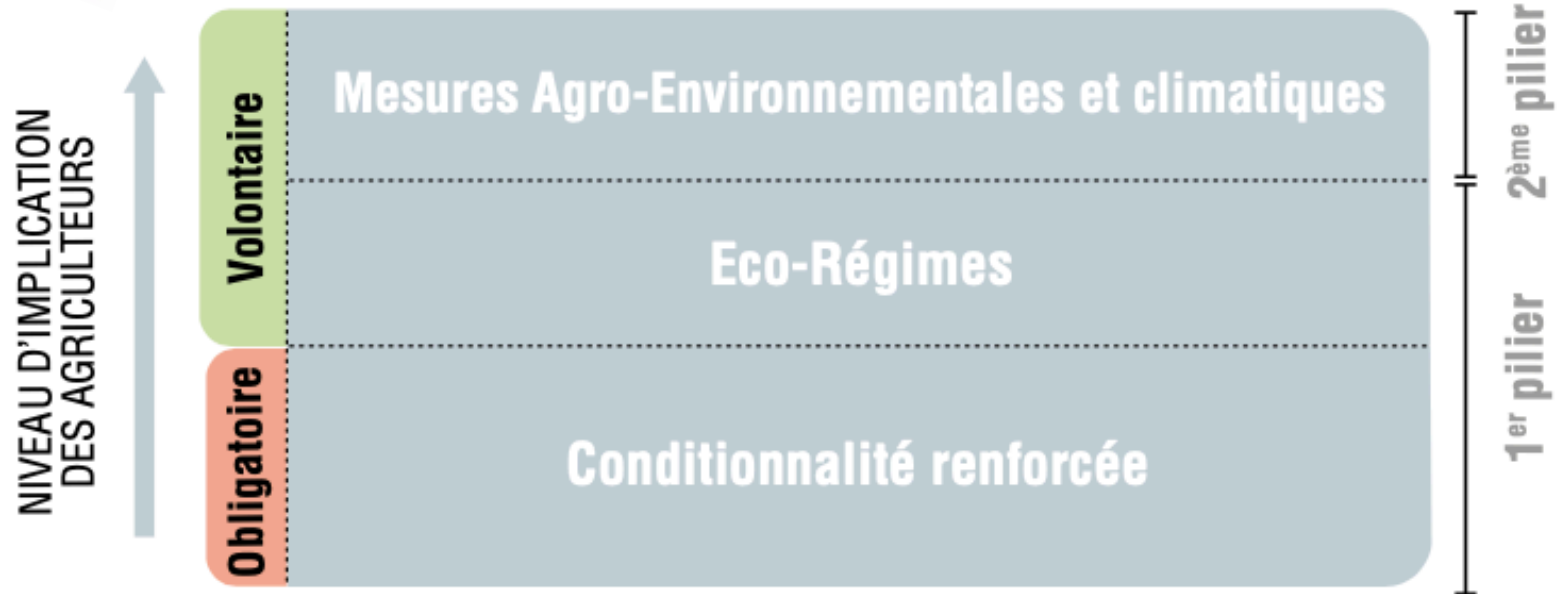 NIVEAU D'IMPLICATION
DES AGRICULTEURS
Volontaire
Obligatoire
Mesures Agro-Environnementales et climatiques
Eco-Régimes
Conditionnalité renforcée
2ème pilier
1er pilier